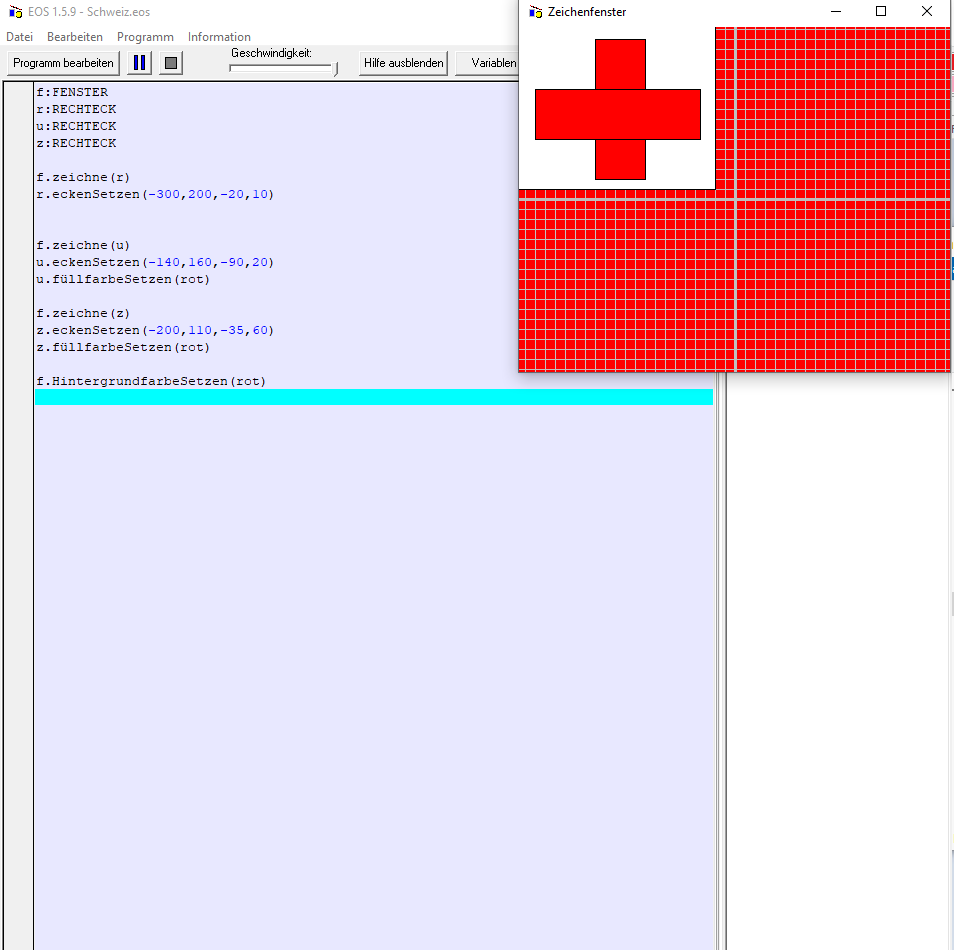 EOS 1.5.9 - Schweiz.eos
Zeichenfenster
Datei Bearbeiten Programm Information
Programm bearbeiten
Geschwindigkeit:
Hilfe ausblenden
Variablen
f:FENSTER
r:RECHTECK
u:RECHTECK
z:RECHTECK
f.zeichne(r)
r.eckenSetzen(-300,200,-20,10)
f.zeichne(u)
u.eckenSetzen(-140,160,-90,20)
u.füllfarbeSetzen(rot)
f.zeichne(z)
z.eckenSetzen(-200,110,-35,60)
z.füllfarbeSetzen(rot)
f.HintergrundfarbeSetzen(rot)